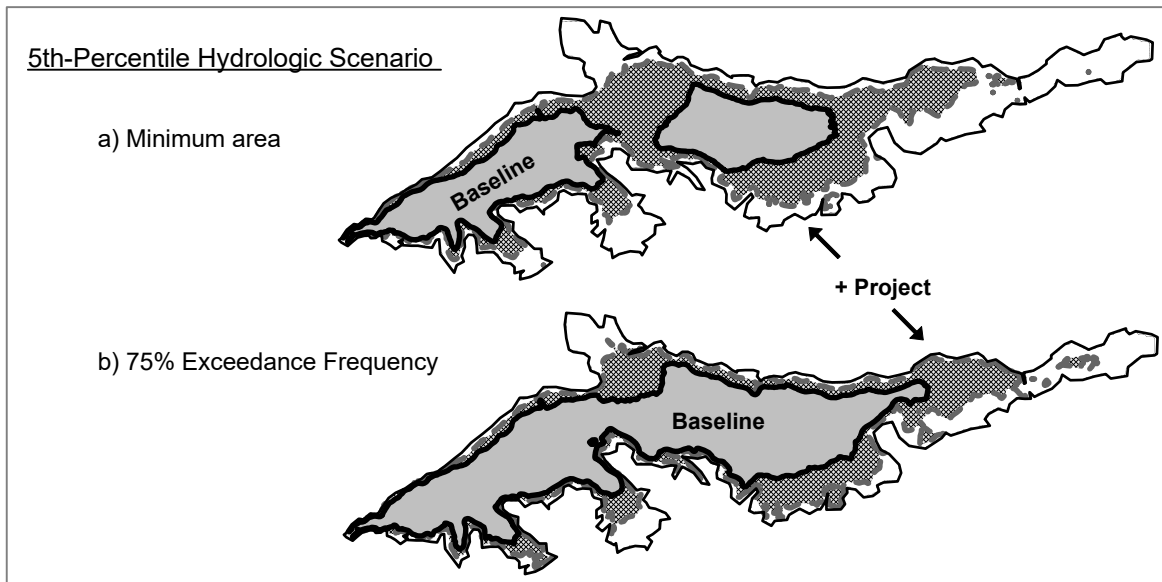 5th-Percentile Hydrologic Scenario
a) Minimum area
Baseline
+ Project
b) 75% Exceedance Frequency
Baseline